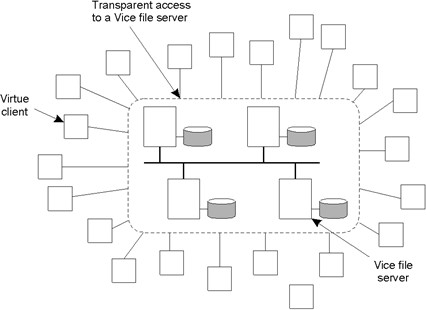 Transparent access
to a Vice file server
Virtue
client
Vice file
server